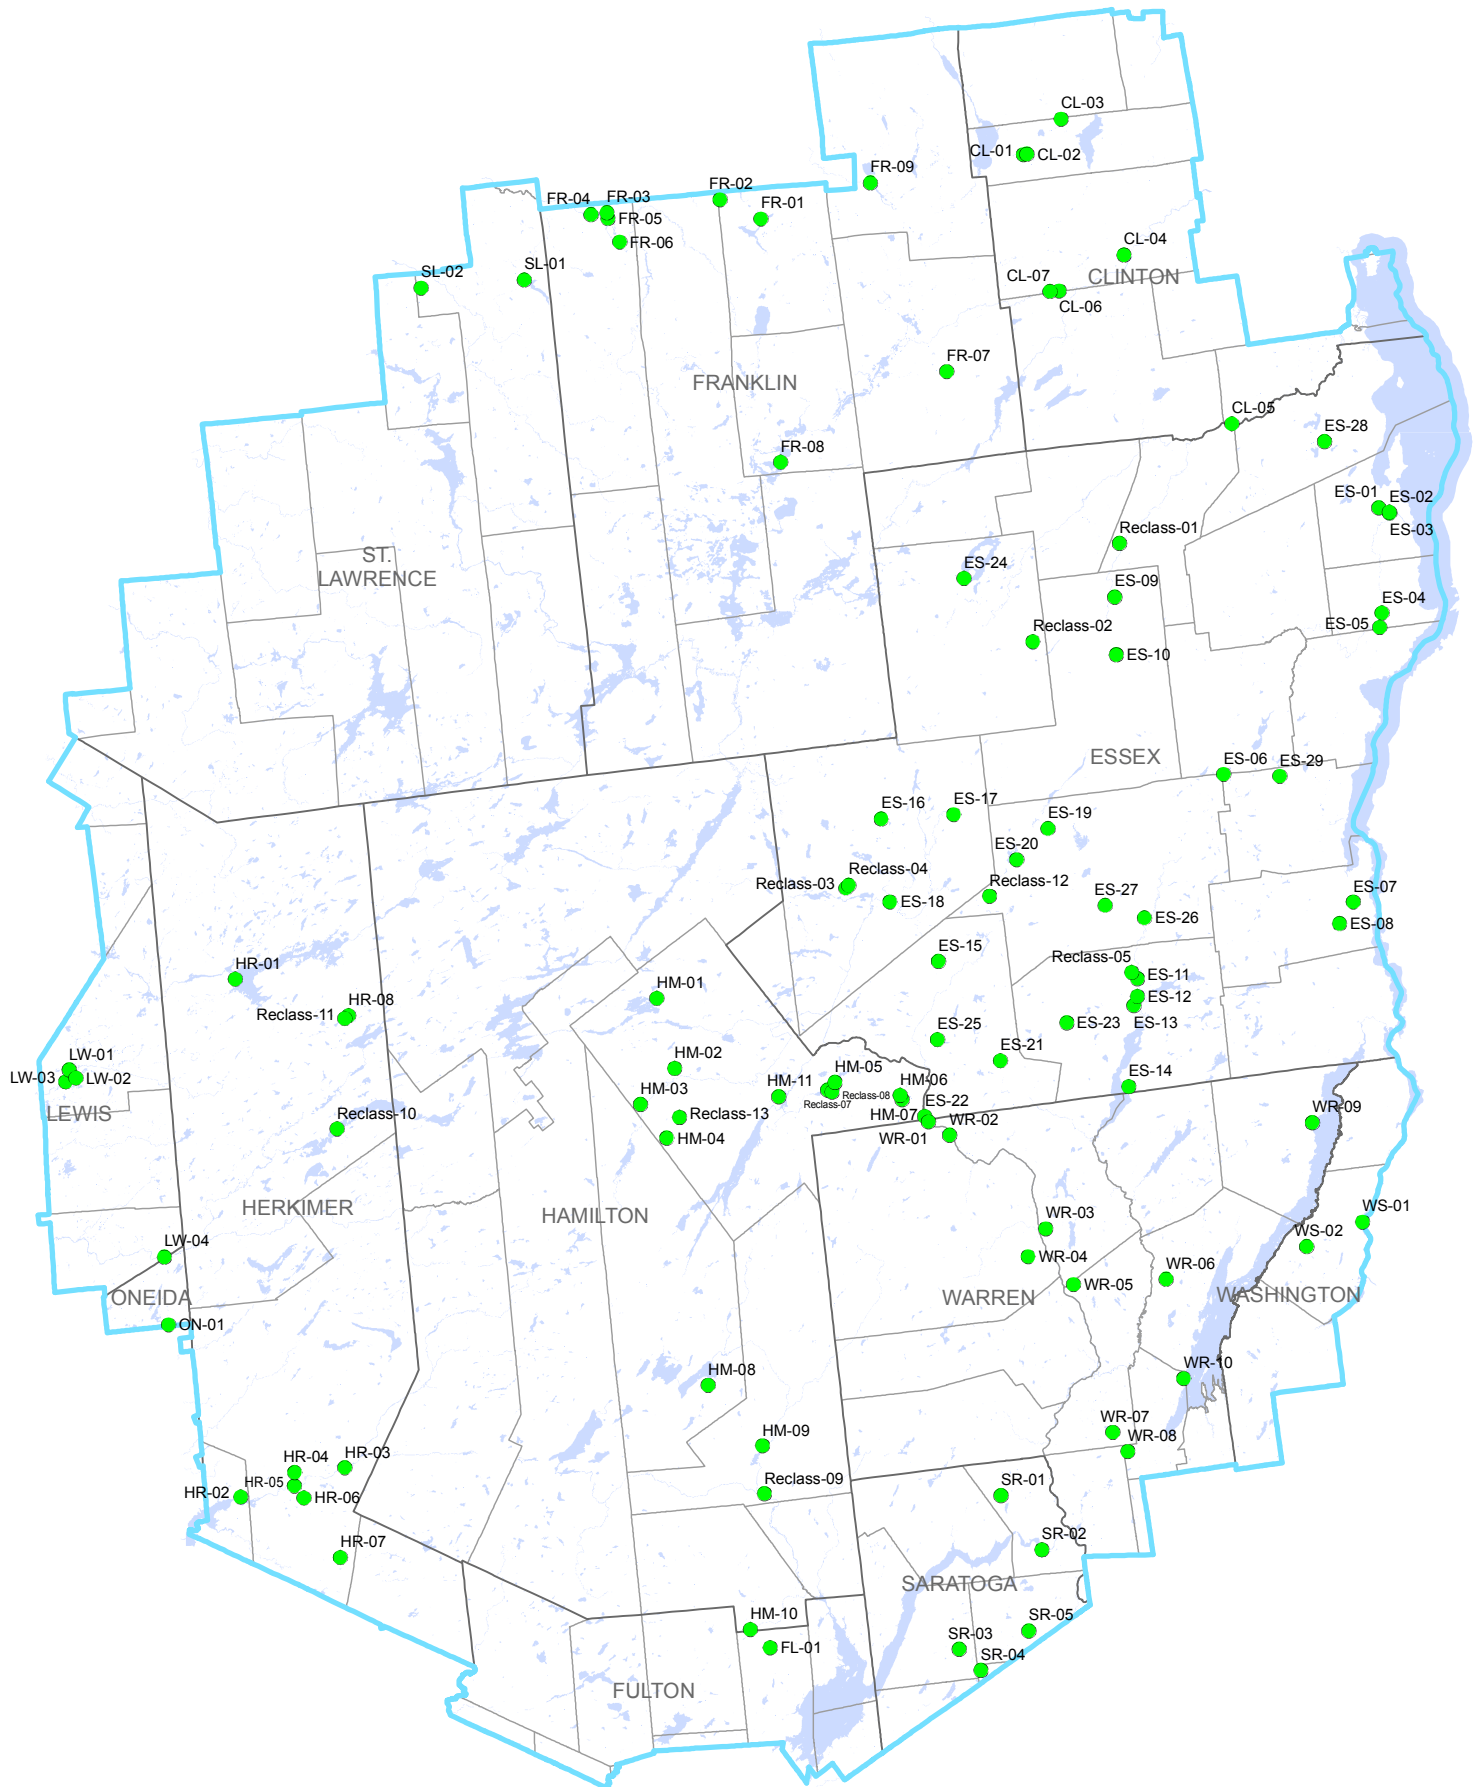 CL-03
CL-01
CL-02
FR-09
FR-02
FR-04
FR-03
FR-01
FR-05
FR-06
CL-04
SL-01
SL-02
CLINTON
CL-07
CL-06
FR-07
FRANKLIN
CL-05
ES-28
FR-08
ES-01
ES-02
ES-03
Reclass-01
ST.
LAWRENCE
ES-24
ES-09
ES-04
ES-05
Reclass-02
ES-10
ESSEX
ES-06
ES-29
ES-16
ES-17
ES-19
ES-20
Reclass-04
Reclass-03
Reclass-12
ES-18
ES-27
ES-07
ES-26
ES-08
ES-15
HR-01
Reclass-05
ES-11
HM-01
ES-12
HR-08
Reclass-11
ES-13
ES-23
ES-25
LW-01
HM-02
ES-21
LW-03
LW-02
HM-05
ES-14
HM-11
HM-06
HM-03
Reclass-08
Reclass-07
LEWIS
Reclass-10
Reclass-13
HM-07
ES-22
WR-09
HM-04
WR-01
WR-02
HERKIMER
HAMILTON
WR-03
WS-01
LW-04
WS-02
WR-04
WR-06
WR-05
ONEIDA
WARREN
WASHINGTON
ON-01
HM-08
WR-10
HM-09
WR-07
WR-08
HR-04
HR-03
HR-05
HR-02
HR-06
Reclass-09
SR-01
SR-02
HR-07
SARATOGA
HM-10
SR-05
FL-01
SR-03
SR-04
FULTON